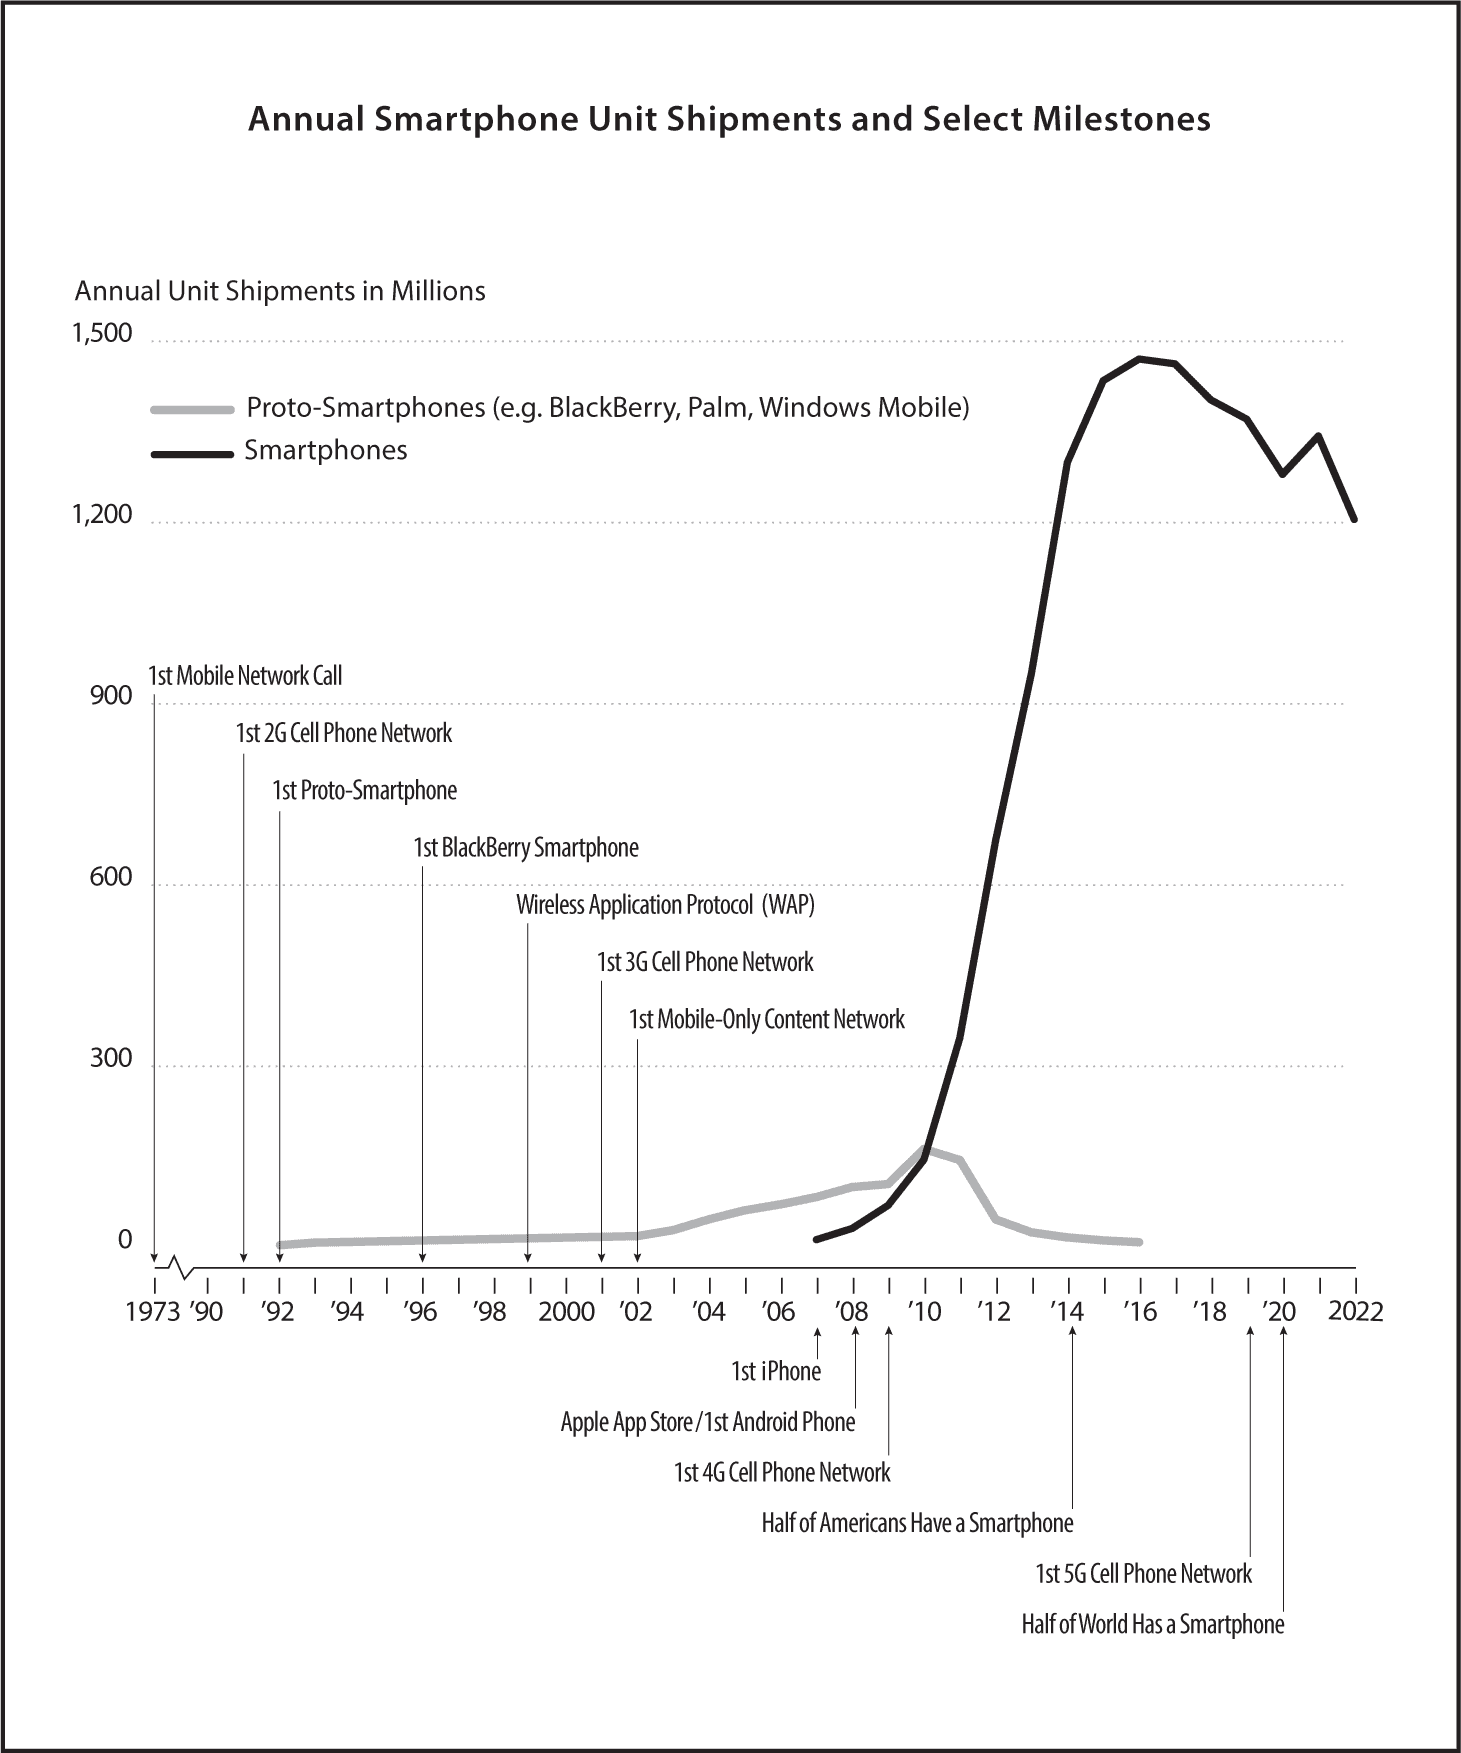 Annual Smartphone Unit Shipments and Select Milestones
Annual Unit Shipments in Millions
1,500
Proto-Smartphones (e.g. BlackBerry, Palm, Windows Mobile)
Smartphones
1,200
1st Mobile Network Call
900
1st 2G Cell Phone Network
1st Proto-Smartphone
1st BlackBerry Smartphone
600
Wireless Application Protocol (WAP)
1st 3G Cell Phone Network
1st Mobile-Only Content Network
300
0
1973 ’90 ’92 ’94 ’96 ’98 2000 ’02 ’04 ’06 ’08 ’10 ’12 ’14 ’16 ’18 ’20 2022
1st iPhone
Apple App Store/1st Android Phone
1st 4G Cell Phone Network
Half of Americans Have a Smartphone
1st 5G Cell Phone Network
Half of World Has a Smartphone